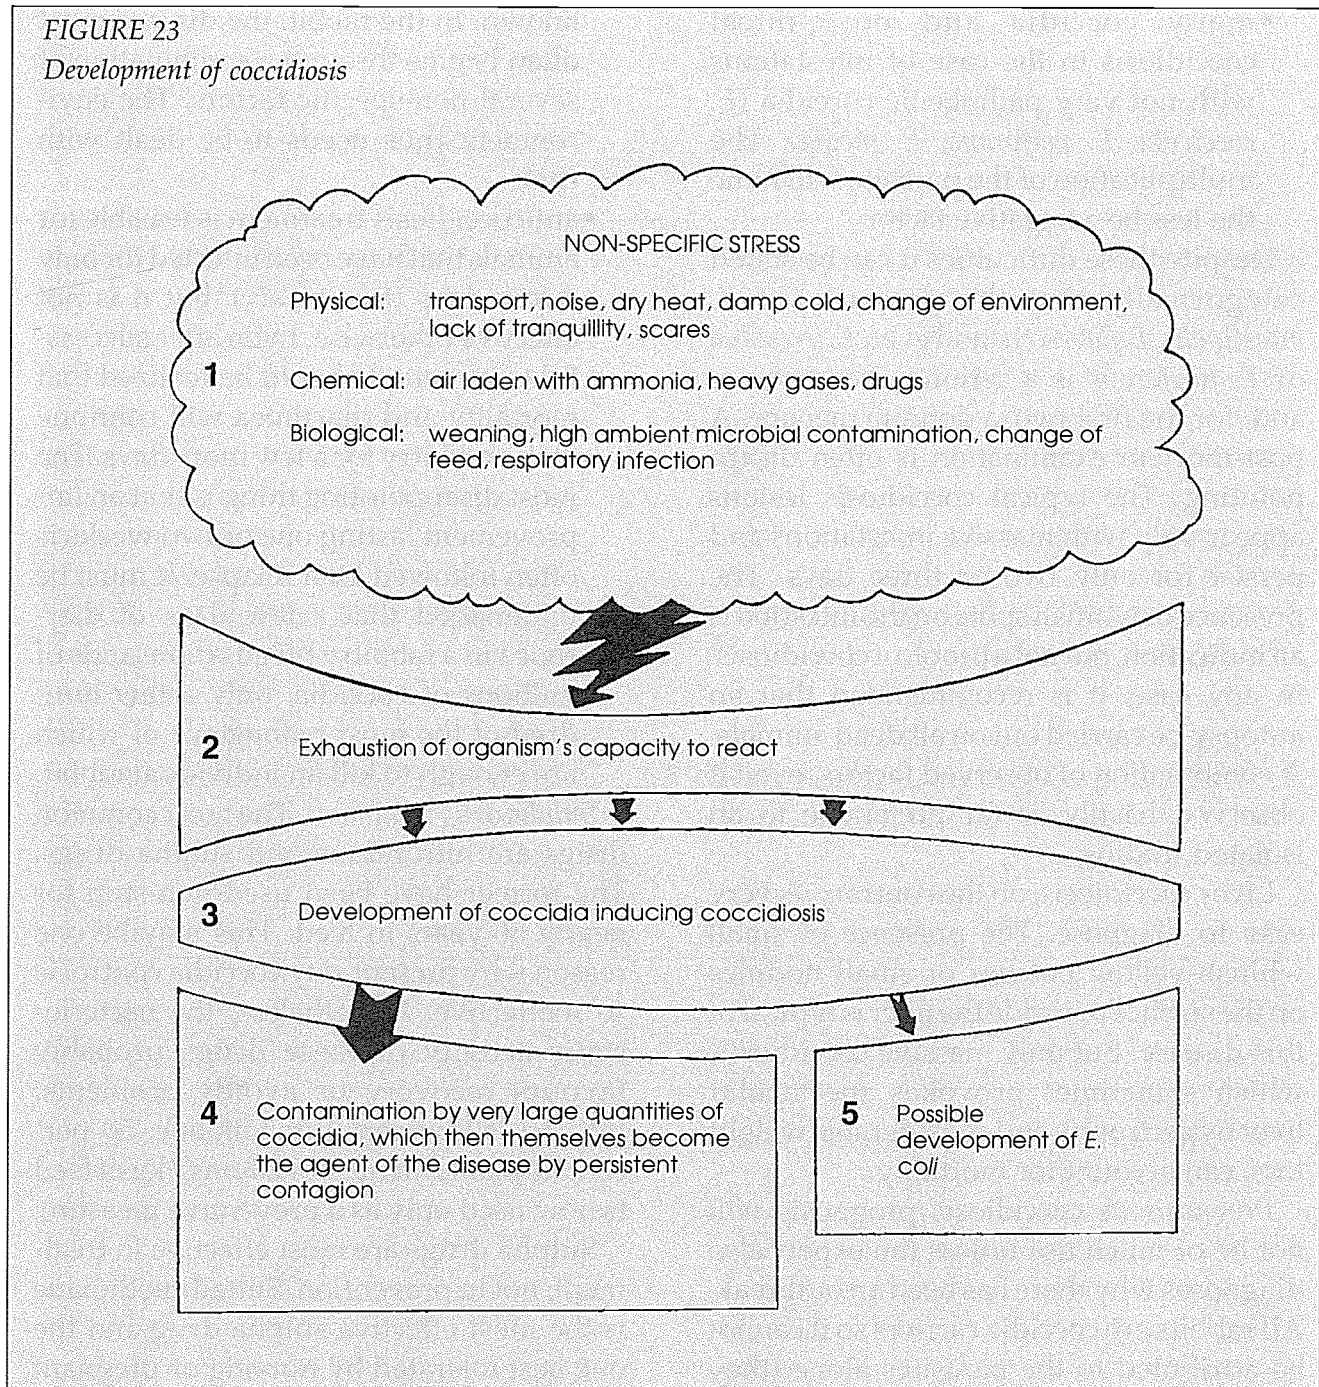 FIGURE 23
Development of coccidiosis
NON-SPECIFIC STRESS
Physical: transport, noise, dry heat, damp cold, change of environment,
lack of tranquillity, scares
1
Chemical: air laden with ammonia, heavy gases, drugs
Biological: weaning, high ambient microbial contamination, change of
feed, respiratory infection
2 Exhaustion of organism's capacity to react
3 Development of coccidia inducing coccidiosis
4 Contamination by very large quantities of
coccidia, which then themselves become
the agent of the disease by persistent
contagion
5 Possible
development of E.
coli